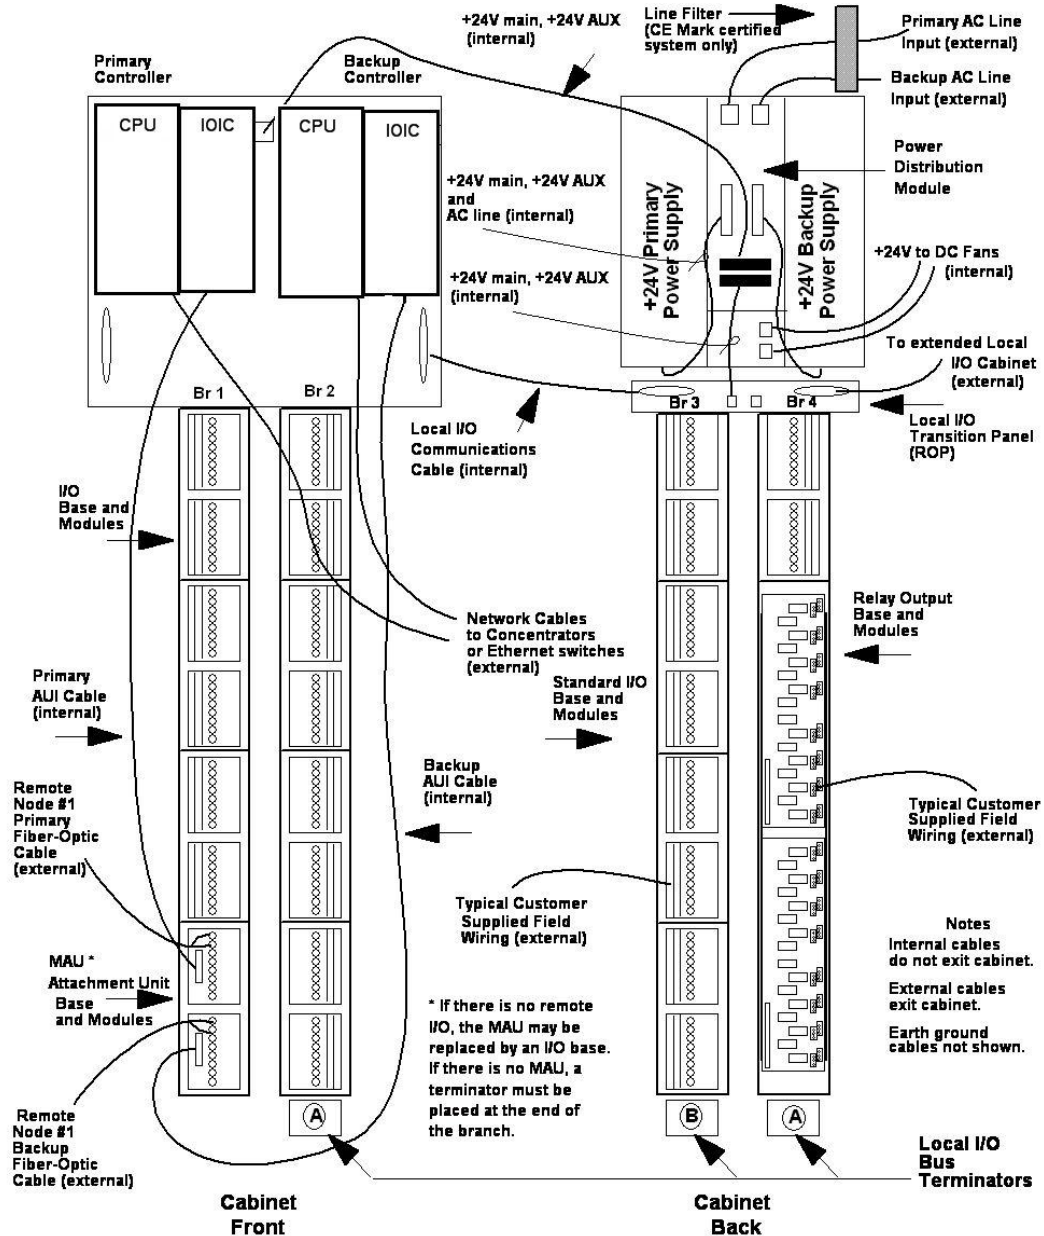 +24V main, +24V AUX
(internal)
Line Filter
(CE Mark certified
system only)
Primary AC Line
Input (external)
Backup AC Line
Input (external)
Primary
Controller
Backup
Controller
CPU
IOIC
CPU
IOIC
Power
Distribution
Module
+24V main, +24V AUX
and
AC line (internal)
+24V Primary
Power Supply
+24V Backup
Power Supply
+24V to DC Fans
(internal)
+24V main, +24V AUX
(internal)
To extended Local
I/O Cabinet
(external)
Br 1
Br 2
Br 3
Br 4
Local I/O
Communications
Cable (internal)
Local I/O
Transition Panel
(ROP)
I/O
Base and
Modules
Network Cables
to Concentrators
or Ethernet switches
(external)
Relay Output
Base and
Modules
Primary
AUI Cable
(internal)
Standard I/O
Base and
Modules
Backup
AUI Cable
(internal)
Remote
Node #1
Primary
Fiber-Optic
Cable
(external)
Typical Customer
Supplied Field
Wiring (external)
Typical Customer
Supplied Field
Wiring (external)
MAU *
Attachment Unit
Base
and Modules
Notes
Internal cables
do not exit cabinet.
External cables
exit cabinet.
Earth ground
cables not shown.
* If there is no remote
I/O, the MAU may be
replaced by an I/O base.
If there is no MAU, a
terminator must be
placed at the end of
the branch.
Remote
Node #1
Backup
Fiber-Optic
Cable (external)
A
B
A
Local I/O
Bus
Terminators
Cabinet
Front
Cabinet
Back